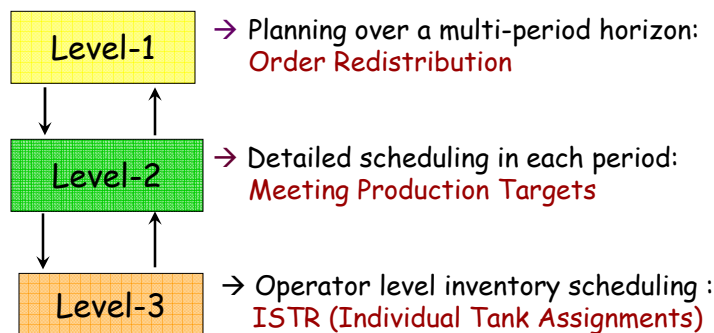 Level-1
→ Planning over a multi-period horizon:
Order Redistribution
Level-2
→ Detailed scheduling in each period:
Meeting Production Targets
Level-3
→ Operator level inventory scheduling :
ISTR (Individual Tank Assignments)